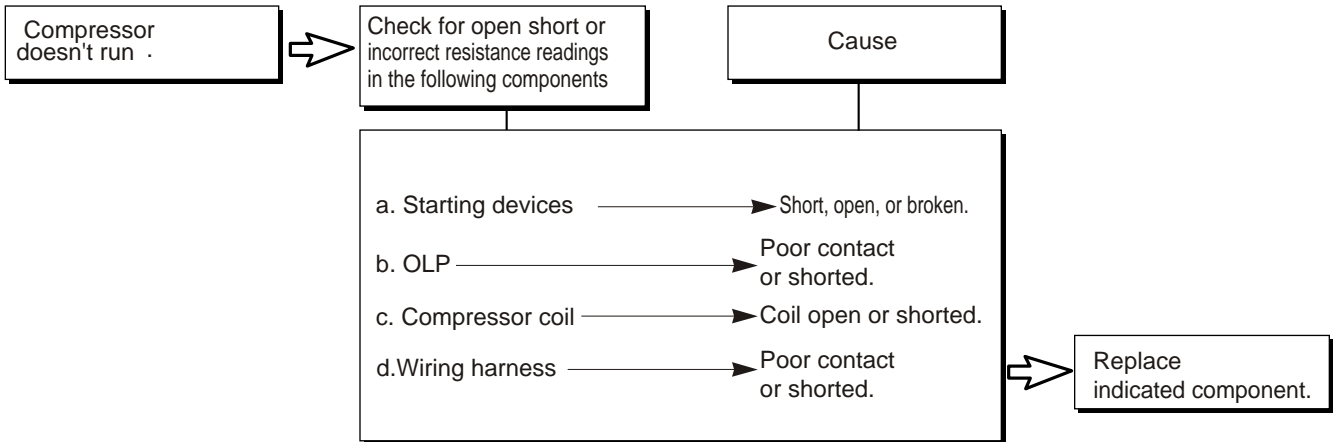 Compressor
doesn't run .
Check for open short or
incorrect resistance readings
in the following components
Cause
a. Starting devices
Short, open, or broken.
b. OLP
Poor contact
or shorted.
c. Compressor coil
Coil open or shorted.
d.Wiring harness
Poor contact
or shorted.
Replace
indicated component.